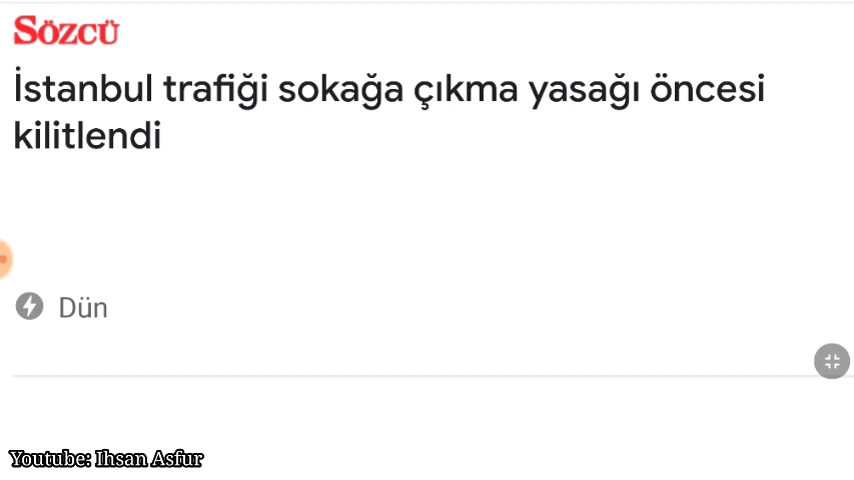 SÖZCÜ
İstanbul trafiği sokağa çıkma yasağı öncesi
kilitlendi
Dün
Youtube: Ihsan Asfur